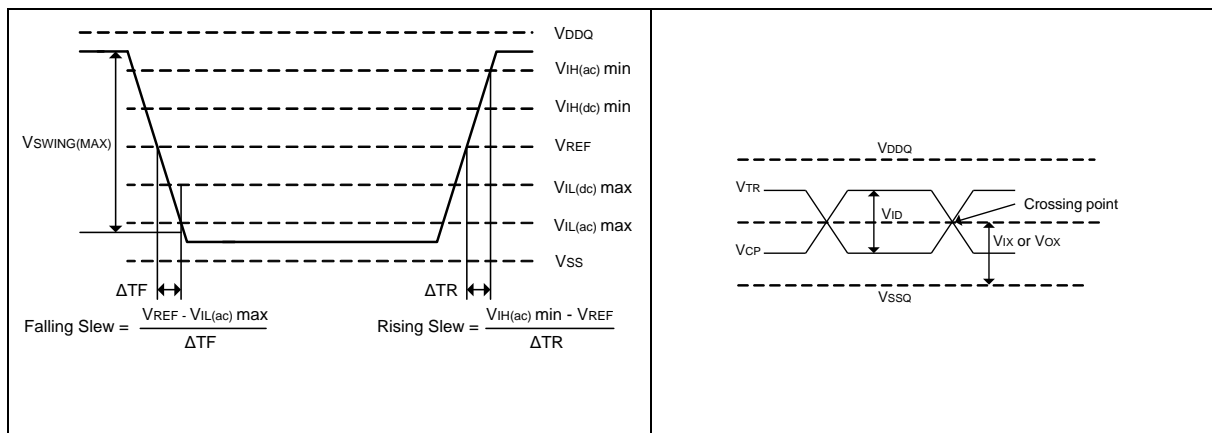 VDDQ
VIH(ac) min
VIH(dc) min
VSWING(MAX)
VREF
VIL(dc) max
VIL(ac) max
VSS
ΔTF
ΔTR
Falling Slew = VREF - VIL(ac) max
ΔTF
Rising Slew = VIH(ac) min - VREF
ΔTR
VDDQ
VTR
VID
Crossing point
VIX or VOX
VCP
VSSQ